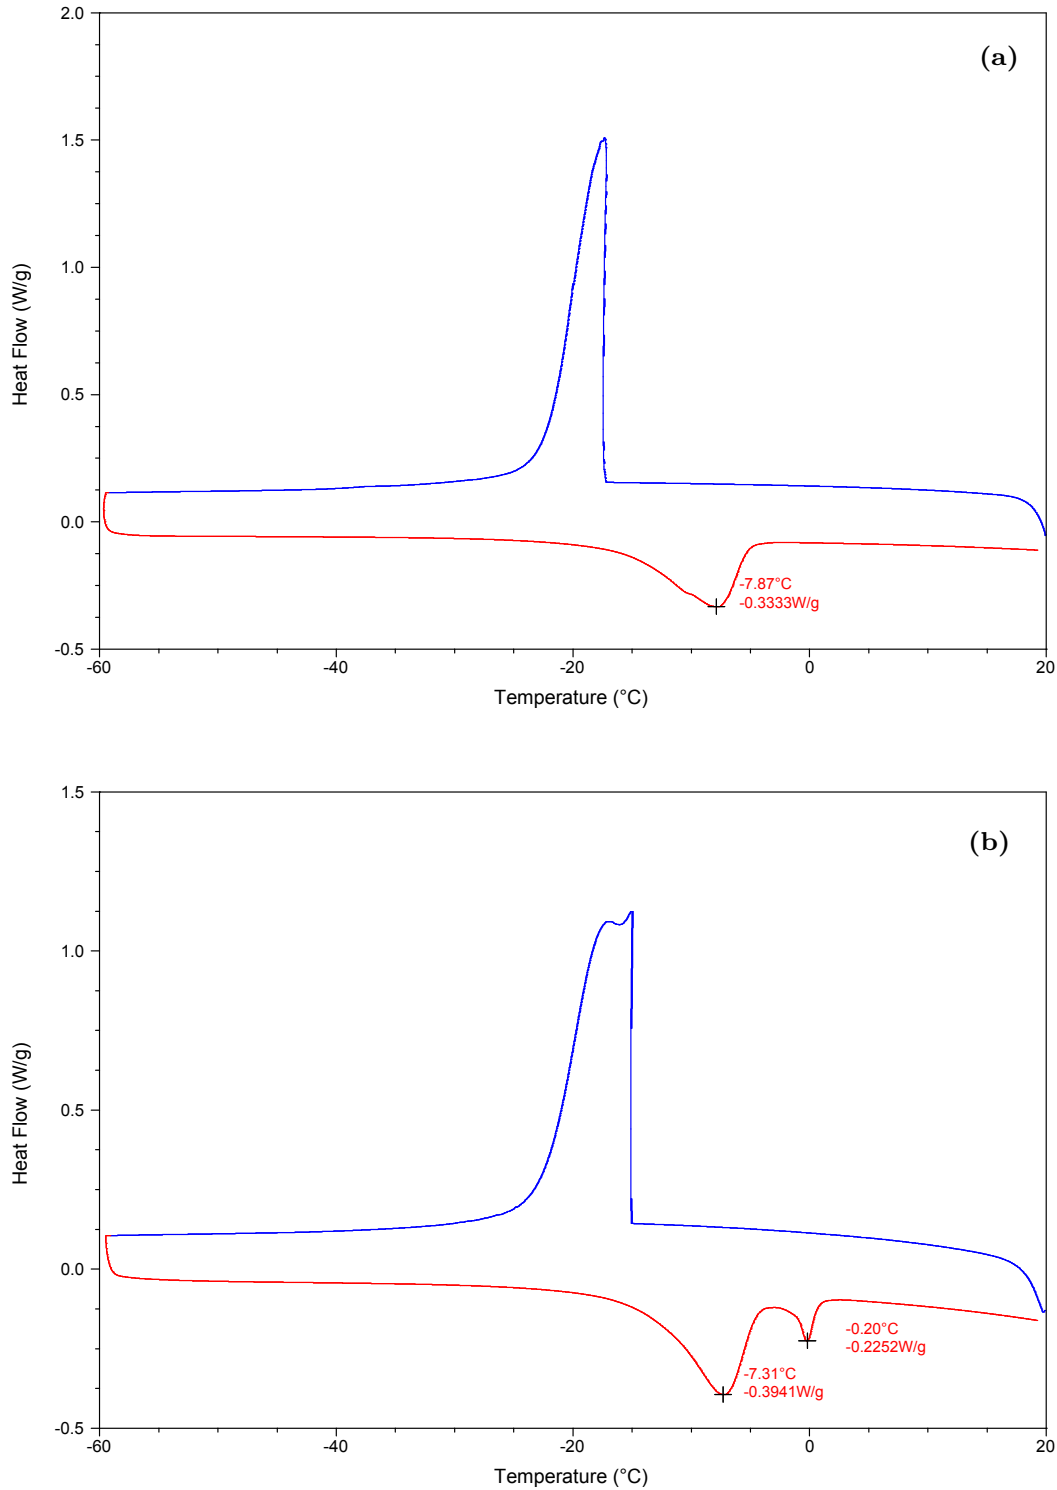 2.0
(a)
1.5
1.0
0.5
0.0
-0.5
Heat Flow (W/g)
-7.87°C
-0.3333W/g
-60
-40
-20
0
20
Temperature (°C)
1.5
(b)
1.0
0.5
0.0
-0.5
Heat Flow (W/g)
-0.20°C
-0.2252W/g
-7.31°C
-0.3941W/g
-60
-40
-20
0
20
Temperature (°C)